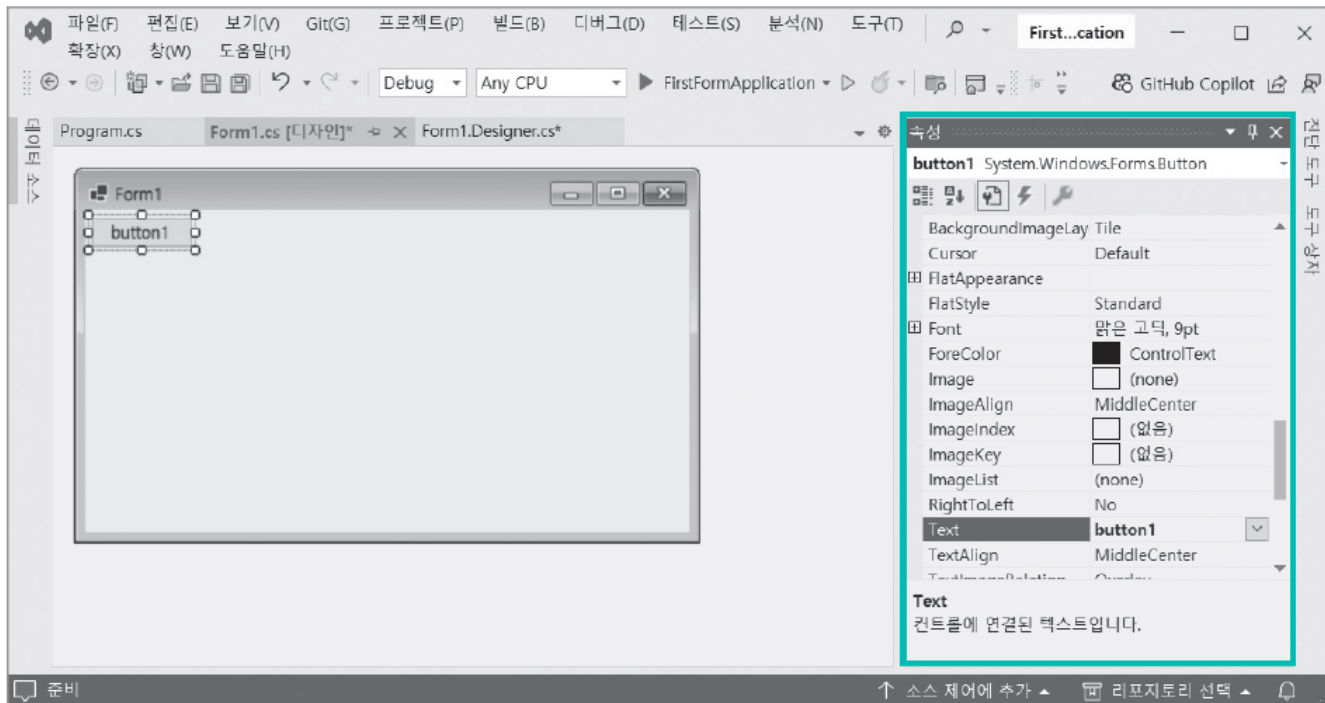 파일(F) 편집(E) 보기(V) Git(G) 프로젝트(P) 빌드(B) 디버그(D) 테스트(S) 분석(N) 도구(T) First...cation
확장(X) 창(W) 도움말(H)
Debug Any CPU FirstFormApplication GitHub Copilot
데이터 소스
Program.cs Form1.cs [디자인]* Form1.Designer.cs*
Form1
button1
속성
button1 System.Windows.Forms.Button
BackgroundImageLay Tile
Cursor Default
FlatAppearance
FlatStyle Standard
Font 맑은 고딕, 9pt
ForeColor ControlText
Image (none)
ImageAlign MiddleCenter
ImageIndex (없음)
ImageKey (없음)
ImageList (none)
RightToLeft No
Text button1
TextAlign MiddleCenter
TextImageRelation Overlay
Text
컨트롤에 연결된 텍스트입니다.
진단 도구 도구 상자
준비 소스 제어에 추가 리포지토리 선택